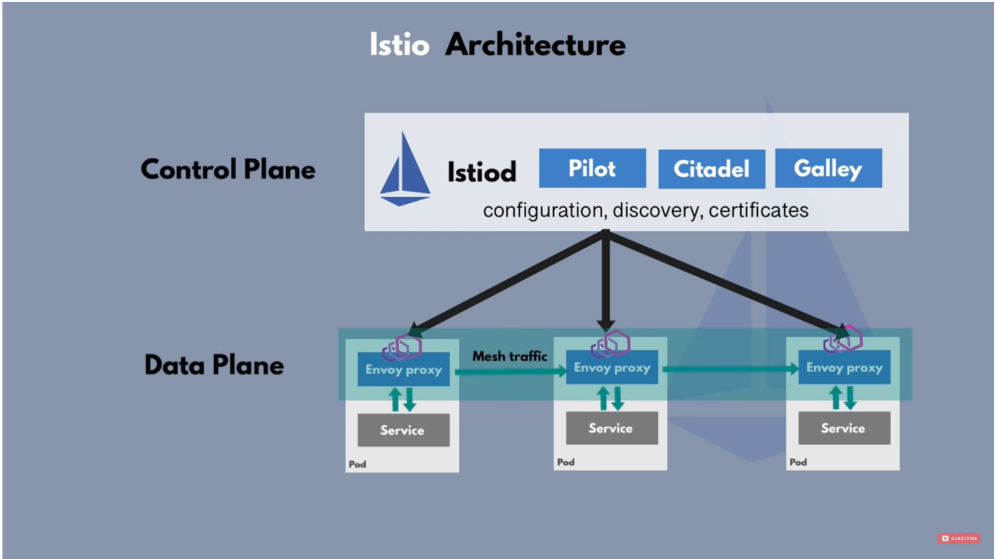 Istio Architecture
Control Plane
Istiod
Pilot
Citadel
Galley
configuration, discovery, certificates
Data Plane
Mesh traffic
Envoy proxy
Envoy proxy
Envoy proxy
Service
Service
Service
Pod
Pod
Pod
SUBSCRIBE